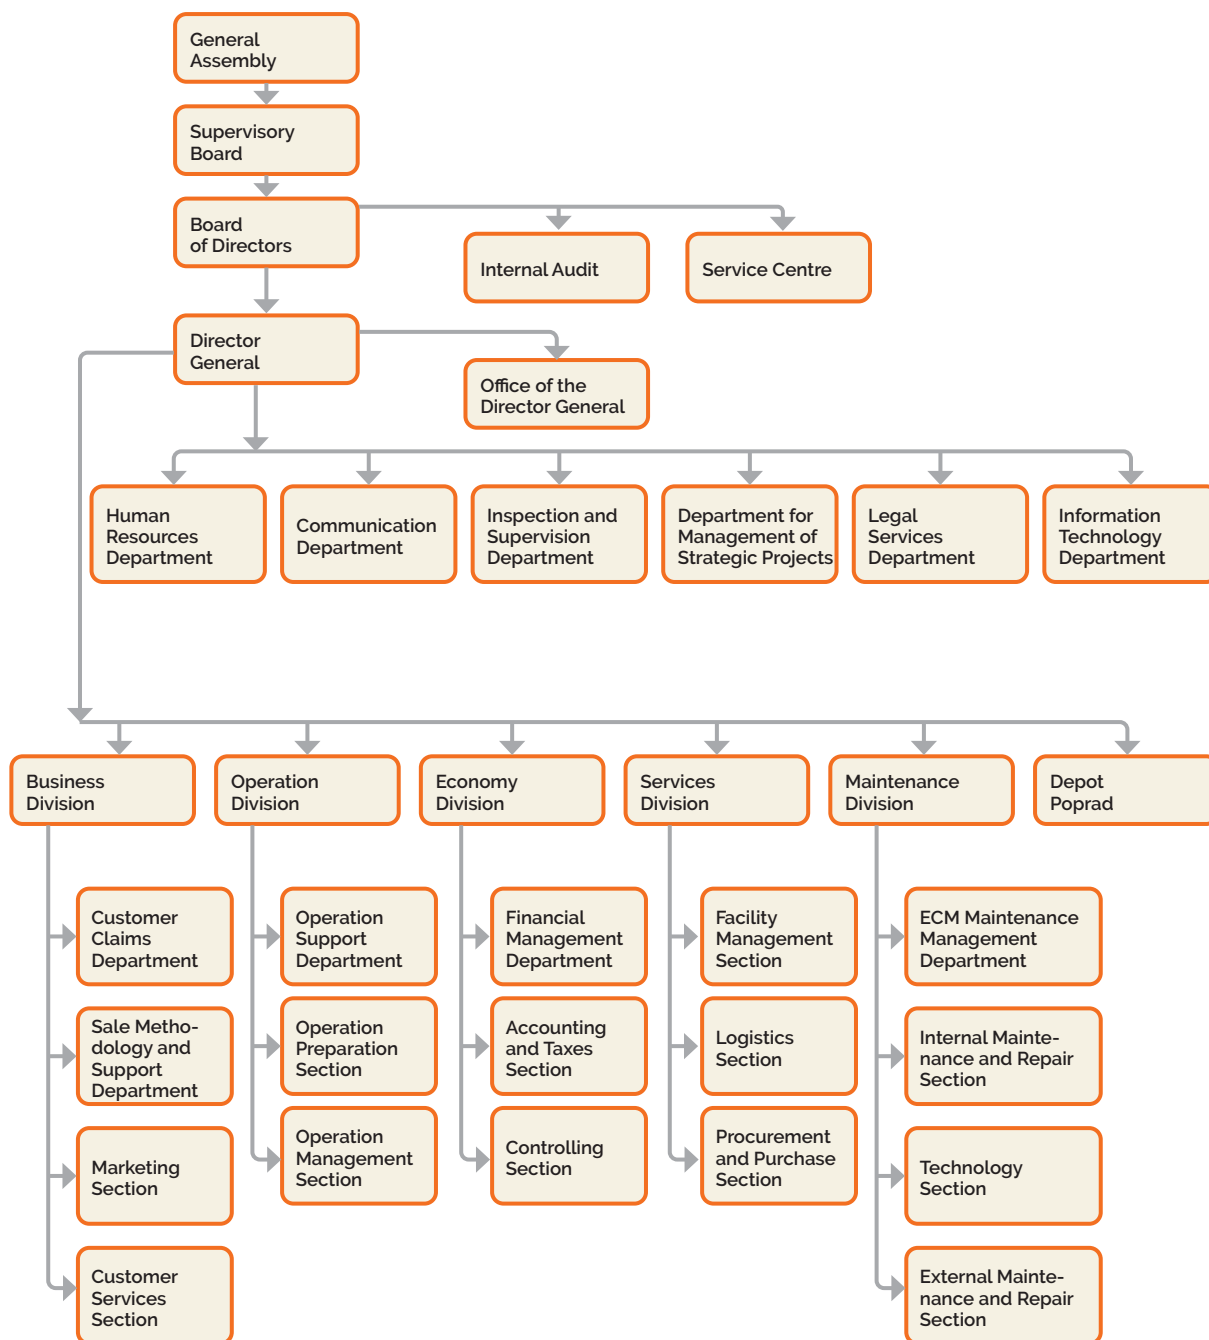 General
Assembly
Supervisory
Board
Board
of Directors
Internal Audit
Service Centre
Director
General
Office of the
Director General
Human
Resources
Department
Communication
Department
Inspection and
Supervision
Department
Department for
Management of
Strategic Projects
Legal
Services
Department
Information
Technology
Department
Business
Division
Operation
Division
Economy
Division
Services
Division
Maintenance
Division
Depot
Poprad
Customer
Claims
Department
Sale Metho-
dology and
Support
Department
Marketing
Section
Customer
Services
Section
Operation
Support
Department
Operation
Preparation
Section
Operation
Management
Section
Financial
Management
Department
Accounting
and Taxes
Section
Controlling
Section
Facility
Management
Section
Logistics
Section
Procurement
and Purchase
Section
ECM Maintenance
Management
Department
Internal Mainte-
nance and Repair
Section
Technology
Section
External Mainte-
nance and Repair
Section